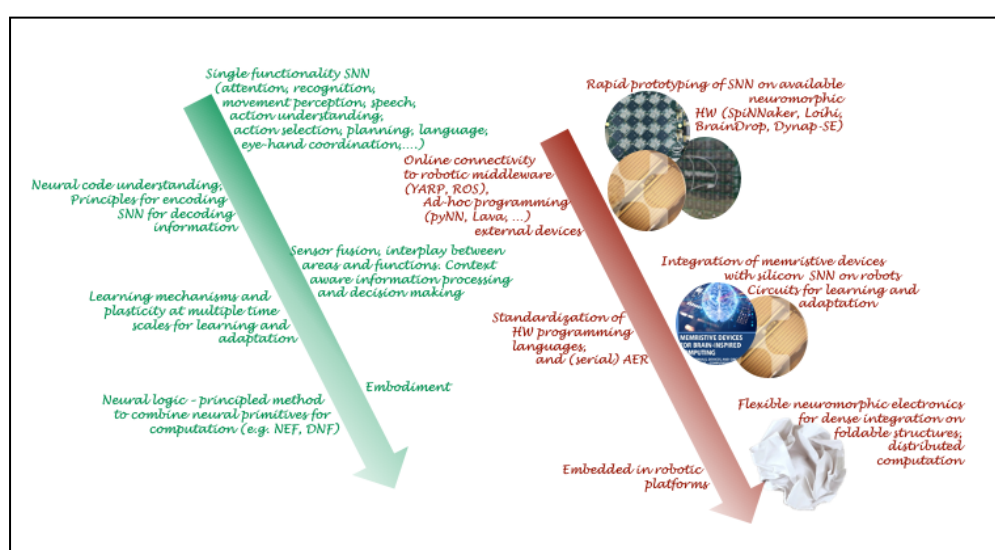 Single functionality SNN
(attention, recognition,
movement perception, speech,
action understanding,
action selection, planning, language,
eye-hand coordination,....)
Neural code understanding,
Principles for encoding
SNN for decoding
information
Sensor fusion, interplay between
areas and functions. Context
aware information processing
and decision making
Learning mechanisms and
plasticity at multiple time
scales for learning and
adaptation
Embodiment
Neural logic – principled method
to combine neural primitives for
computation (e.g. NEF, DNF)
Rapid prototyping of SNN on available
neuromorphic
HW (SpiNNaker, Loihi,
BrainDrop, Dynap-SE)
Online connectivity
to robotic middleware
(YARP, ROS),
Ad-hoc programming
(pyNN, Lava, ...)
external devices
Integration of memristive devices
with silicon SNN on robots
Circuits for learning and
adaptation
MEMRISTIVE DEVICES
FOR BRAIN-INSPIRED
COMPUTING
Standardization of
HW programming
languages,
and (serial) AER
Flexible neuromorphic electronics
for dense integration on
foldable structures,
distributed
computation
Embedded in robotic
platforms